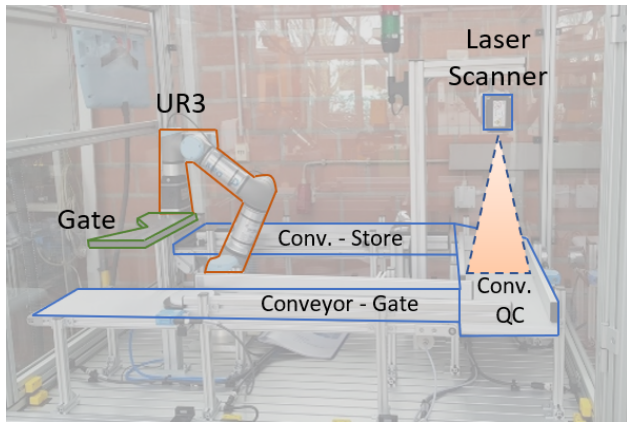 Laser
Scanner
UR3
Gate
Conv. - Store
Conv.
QC
Conveyor - Gate